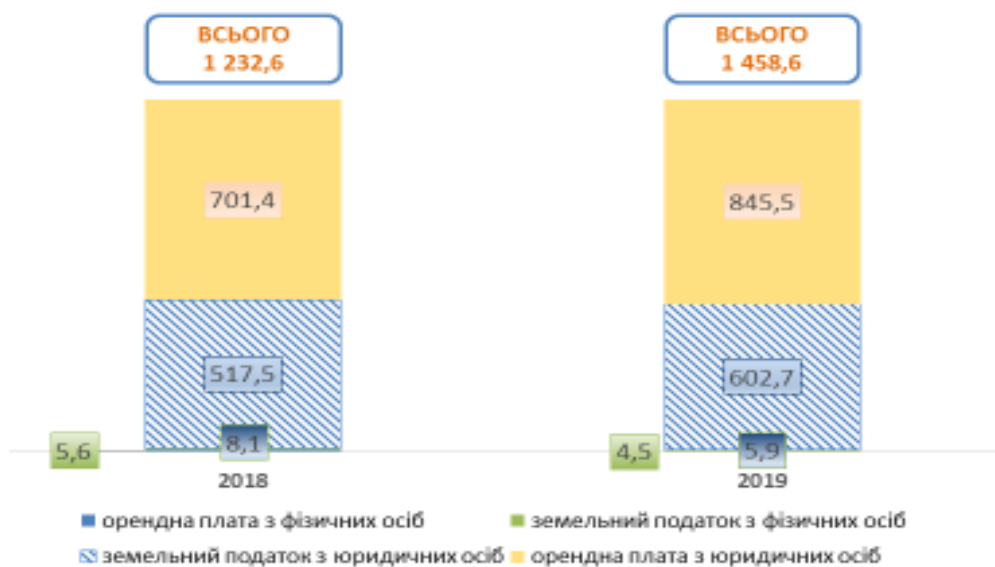 ВСЬОГО
1 232,6
ВСЬОГО
1 458,6
701,4
845,5
517,5
602,7
5,6
8,1
4,5
5,9
2018
2019
орендна плата з фізичних осіб
земельний податок з фізичних осіб
земельний податок з юридичних осіб
орендна плата з юридичних осіб